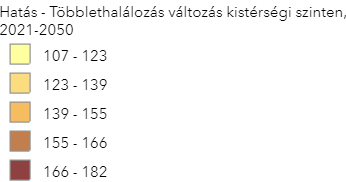 Hatás - Többlethalálozás változás kistérségi szinten,
2021-2050
107 - 123
123 - 139
139 - 155
155 - 166
166 - 182